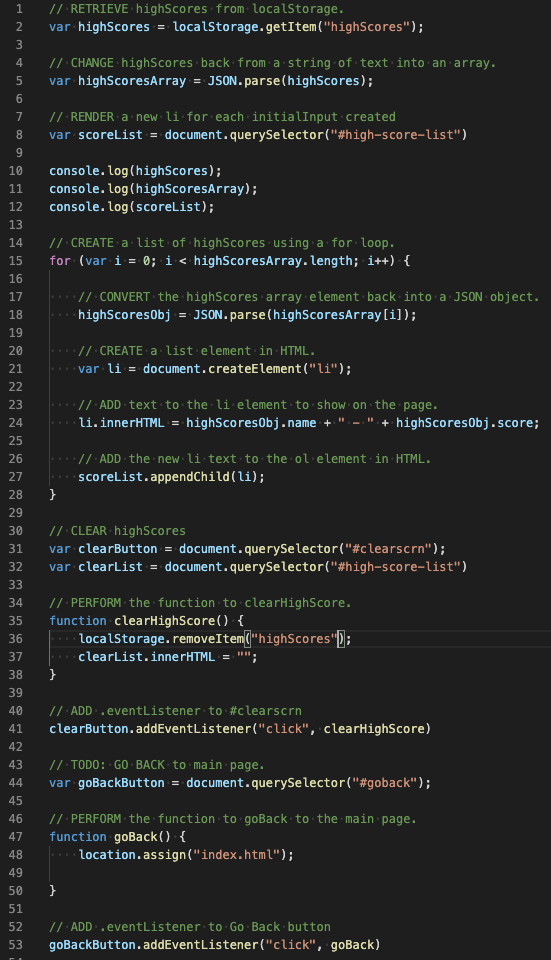 1 // RETRIEVE highScores from localStorage.
2 var highScores = localStorage.getItem("highScores");
3
4 // CHANGE highScores back from a string of text into an array.
5 var highScoresArray = JSON.parse(highScores);
6
7 // RENDER a new li for each initialInput created
8 var scoreList = document.querySelector("#high-score-list")
9
10 console.log(highScores);
11 console.log(highScoresArray);
12 console.log(scoreList);
13
14 // CREATE a list of highScores using a for loop.
15 for (var i = 0; i < highScoresArray.length; i++) {
16
17     // CONVERT the highScores array element back into a JSON object.
18     highScoresObj = JSON.parse(highScoresArray[i]);
19
20     // CREATE a list element in HTML.
21     var li = document.createElement("li");
22
23     // ADD text to the li element to show on the page.
24     li.innerHTML = highScoresObj.name + " - " + highScoresObj.score;
25
26     // ADD the new li text to the ol element in HTML.
27     scoreList.appendChild(li);
28 }
29
30 // CLEAR highScores
31 var clearButton = document.querySelector("#clearscrn");
32 var clearList = document.querySelector("#high-score-list")
33
34 // PERFORM the function to clearHighScore.
35 function clearHighScore() {
36     localStorage.removeItem("highScores");
37     clearList.innerHTML = "";
38 }
39
40 // ADD .eventListener to #clearscrn
41 clearButton.addEventListener("click", clearHighScore)
42
43 // TODO: GO BACK to main page.
44 var goBackButton = document.querySelector("#goback");
45
46 // PERFORM the function to goBack to the main page.
47 function goBack() {
48     location.assign("index.html");
49
50 }
51
52 // ADD .eventListener to Go Back button
53 goBackButton.addEventListener("click", goBack)